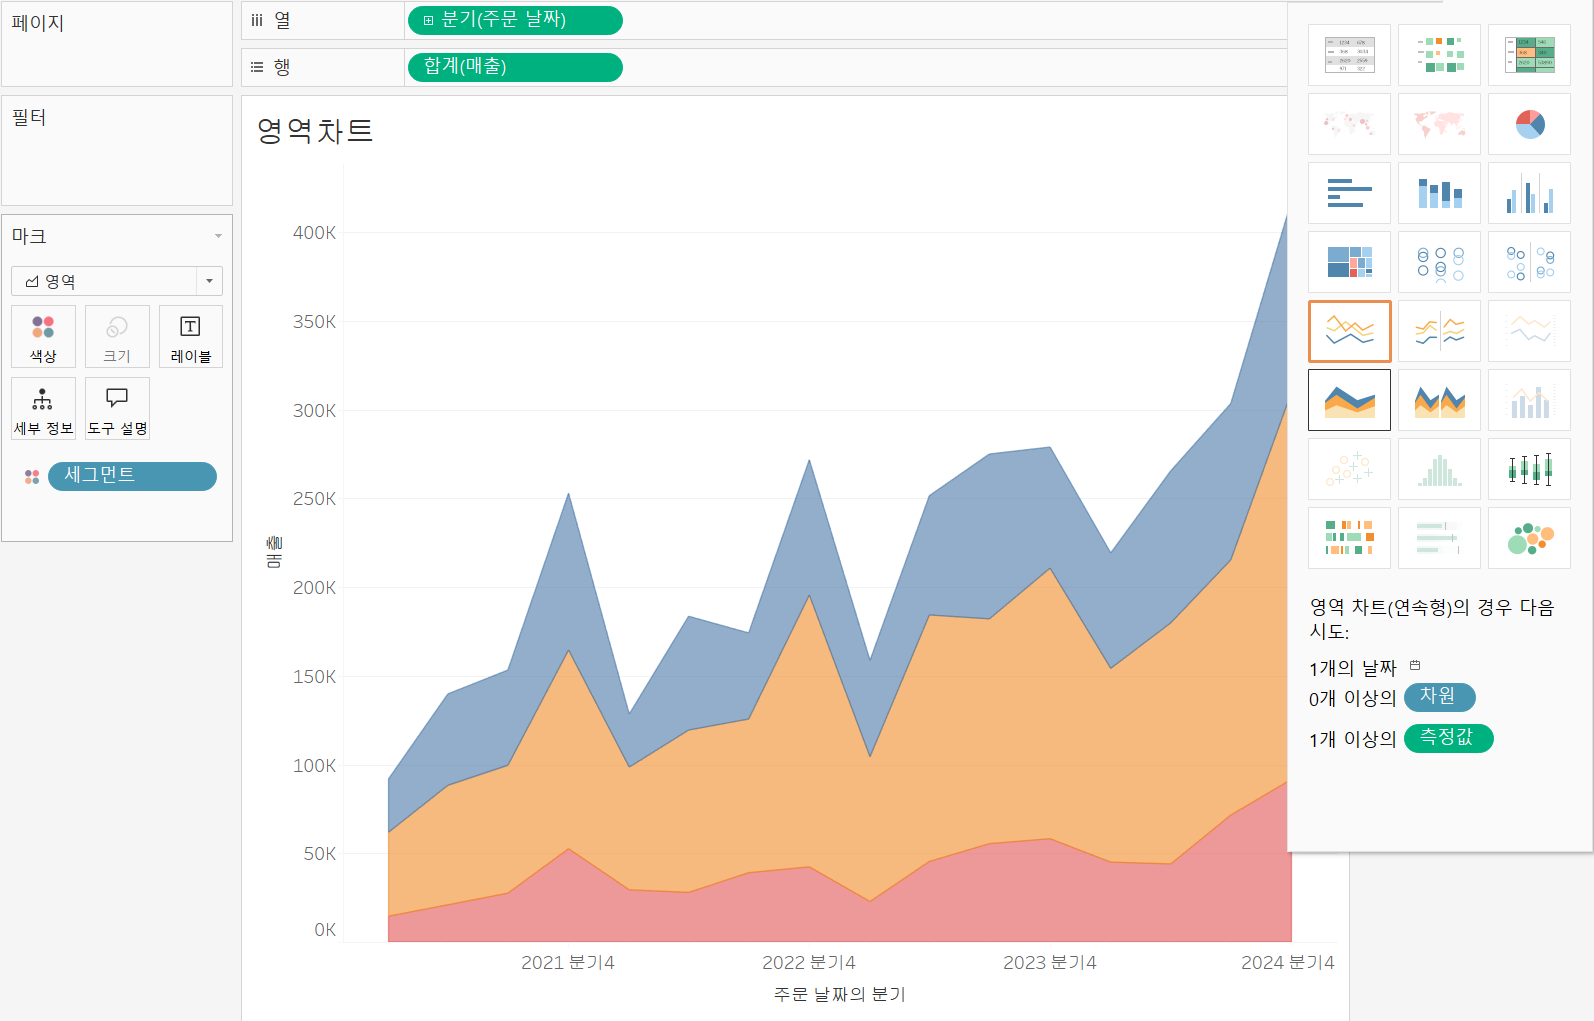 페이지
필터
마크
영역
색상
크기
레이블
세부 정보
도구 설명
세그먼트
열
분기(주문 날짜)
행
합계(매출)
영역차트
400K
350K
300K
250K
200K
150K
100K
50K
0K
매출
2021 분기4
2022 분기4
2023 분기4
2024 분기4
주문 날짜의 분기
영역 차트(연속형)의 경우 다음
시도:
1개의 날짜
0개 이상의 차원
1개 이상의 측정값